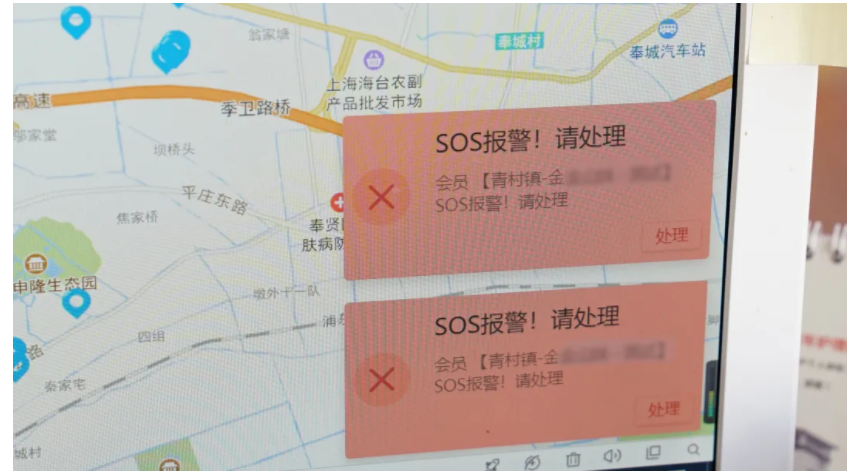 翁家塘
奉城村
奉城汽车站
上海海台农副
产品批发市场
高速
季卫路桥
邬家堂
坝桥头
平庄东路
焦家桥
奉贤
肤病防
申隆生态园
墩外十一队
四组
浦东
路
秦家宅
城村
SOS报警！请处理
会员 【青村镇-金
SOS报警！请处理
处理
SOS报警！请处理
会员 【青村镇-金
SOS报警！请处理
处理